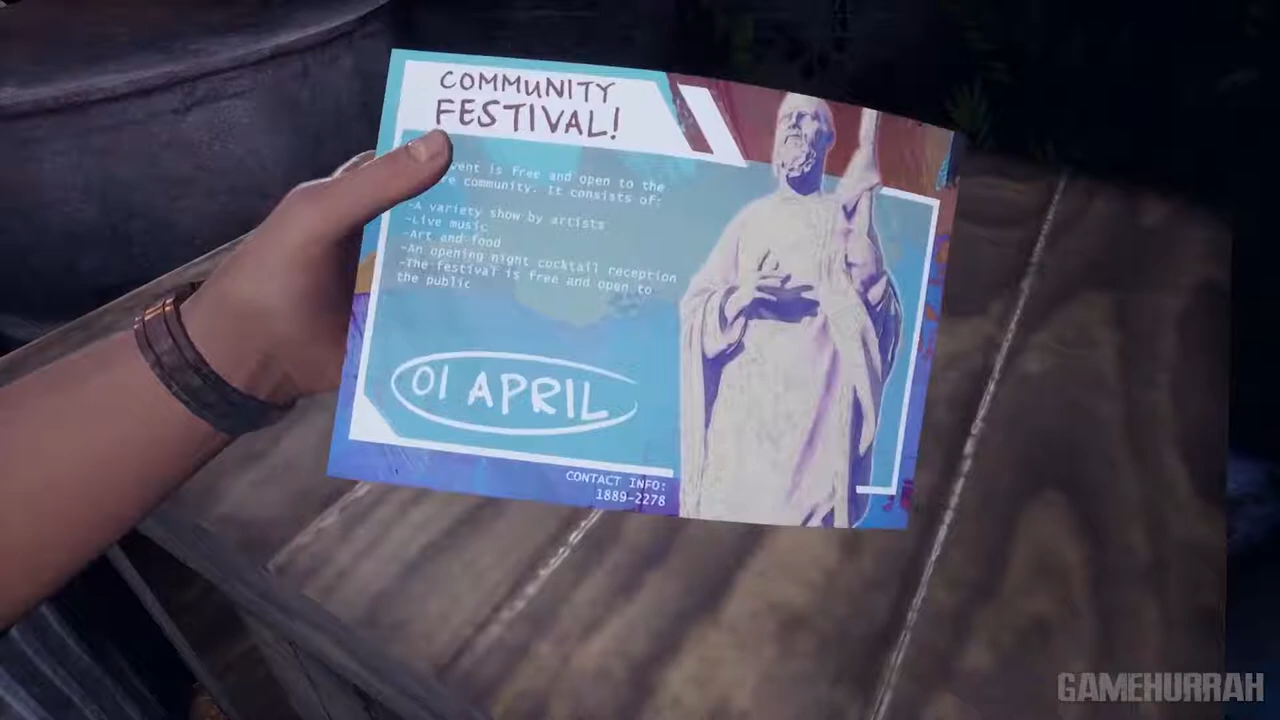 COMMUNITY
FESTIVAL!
vent is free and open to the
e community. It consists of:
-A variety show by artists
-Live music
-Art and food
-An opening night cocktail reception
-The festival is free and open to
the public
01 APRIL
CONTACT INFO:
1889-2278
GAMEHURRAH